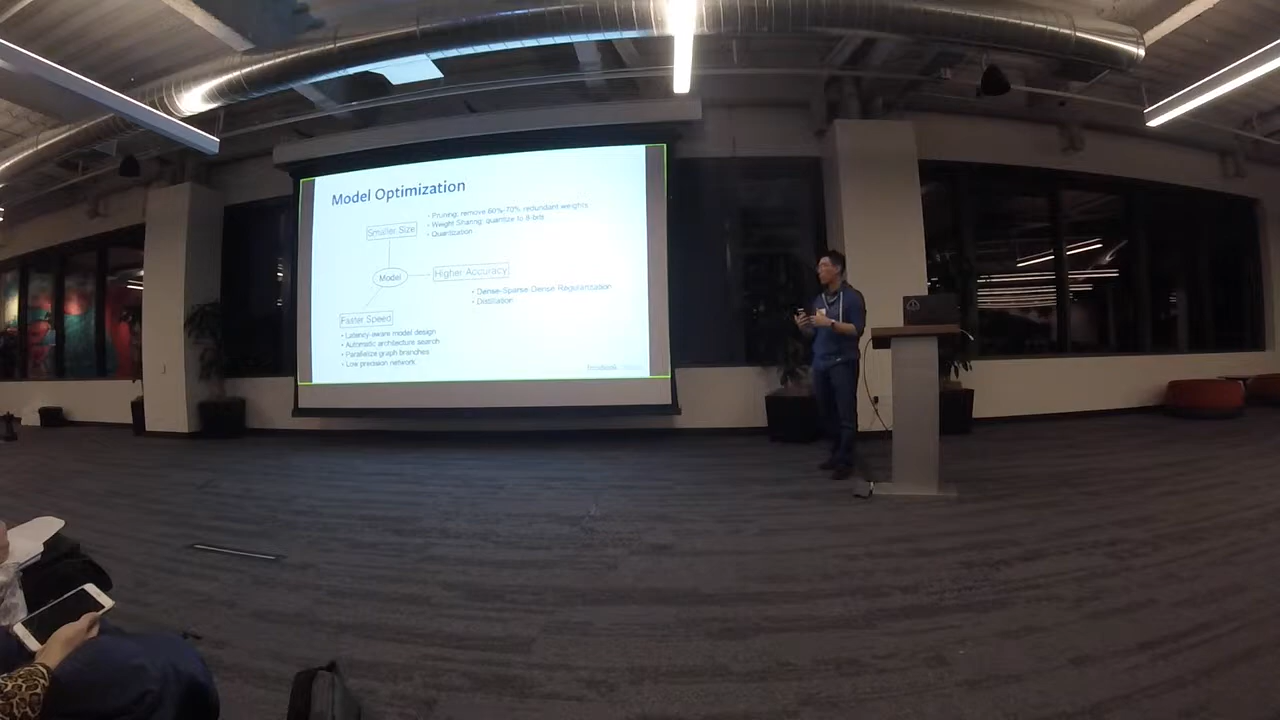 Model Optimization
Smaller Size
• Pruning: remove 60%-70% redundant weights
• Weight Sharing: quantize to 8-bits
• Quantization
Model
Higher Accuracy
• Dense-Sparse Dense Regularization
• Distillation
Faster Speed
• Latency-aware model design
• Automatic architecture search
• Parallelize graph branches
• Low precision network
facebook